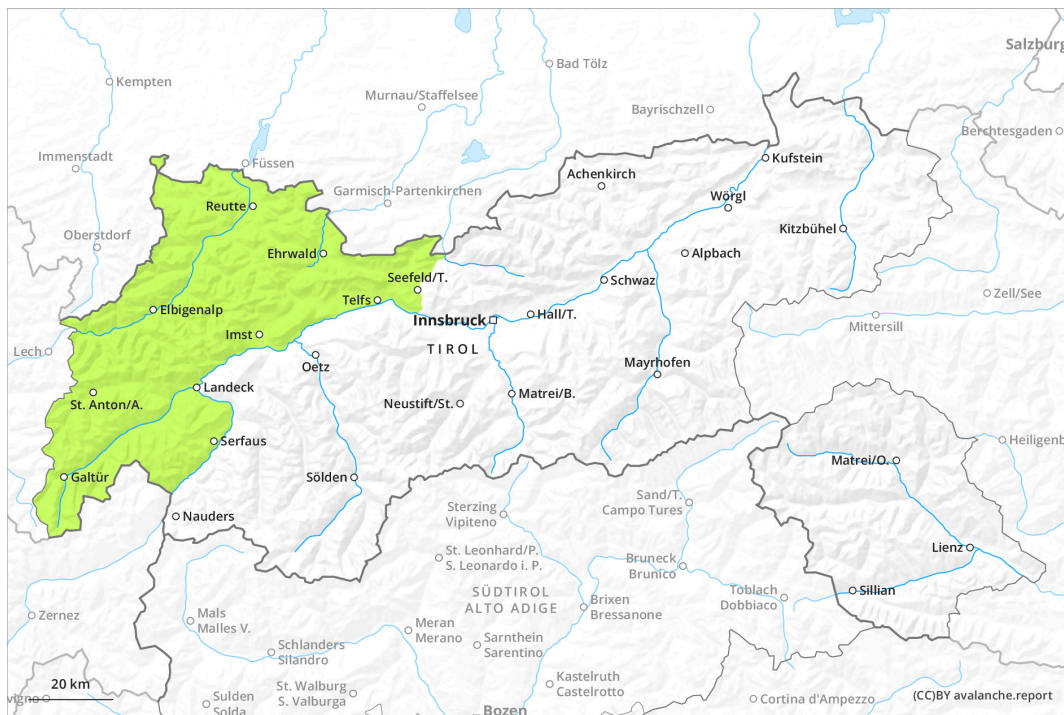 Salzburg
Kempten
Bad Tölz
Murnau/Staffelsee
Bayrischzell
Berchtesgaden
Immenstadt
Füssen
Kufstein
Achenkirch
Garmisch-Partenkirchen
Wörgl
Reutte
Oberstdorf
Kitzbühel
Ehrwald
Alpbach
Seefeld/T.
Schwaz
Zell/See
Telfs
Elbigenalp
Innsbruck
Hall/T.
Mittersill
Imst
TIROL
Lech
Oetz
Mayrhofen
Landeck
St. Anton/A.
Neustift/St.
Matrei/B.
Serfaus
Heiligenb
Matrei/O.
Galtür
Sölden
Sand/T.
Campo Tures
Nauders
Sterzing
Vipiteno
Lienz
St. Leonhard/P.
S. Leonardo i. P.
Bruneck
Brunico
SÜDTIROL
ALTO ADIGE
Toblach
Dobbiaco
Sillian
Zernez
Mals
Malles V.
Brixen
Bressanone
Meran
Merano
Sarnthein
Sarentino
Schlanders
Silandro
20 km
St. Walburg
S. Valburga
Kastelruth
Castelrotto
vigno
Sulden
Solda
Cortina d'Ampezzo
(CC)BY avalanche.report
Bozen